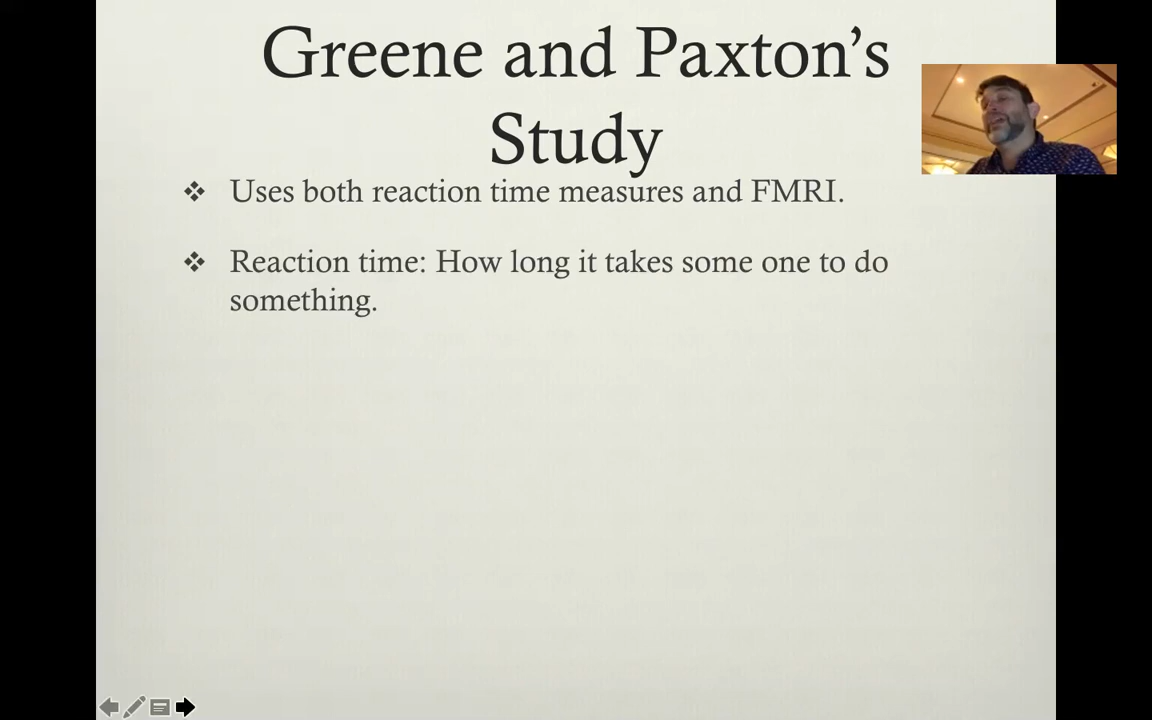 Greene and Paxton’s
Study
❖ Uses both reaction time measures and FMRI.
❖ Reaction time: How long it takes some one to do
something.